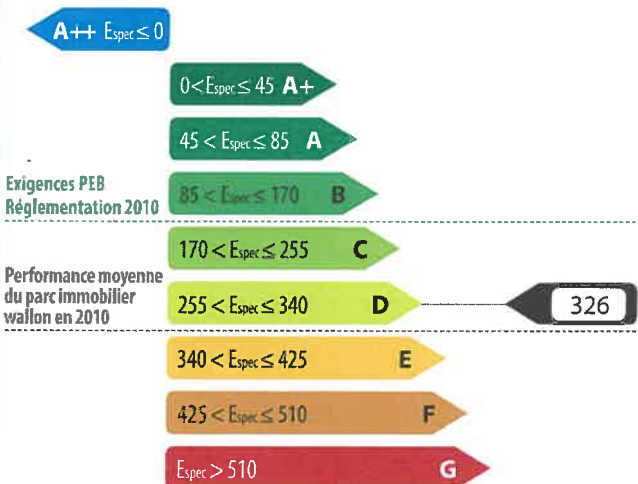 A++ Espec ≤ 0
0 < Espec ≤ 45 A+
45 < Espec ≤ 85 A
Exigences PEB
Réglementation 2010
85 < Espec ≤ 170 B
170 < Espec ≤ 255 C
Performance moyenne
du parc immobilier
wallon en 2010
255 < Espec ≤ 340 D
326
340 < Espec ≤ 425 E
425 < Espec ≤ 510 F
Espec > 510 G